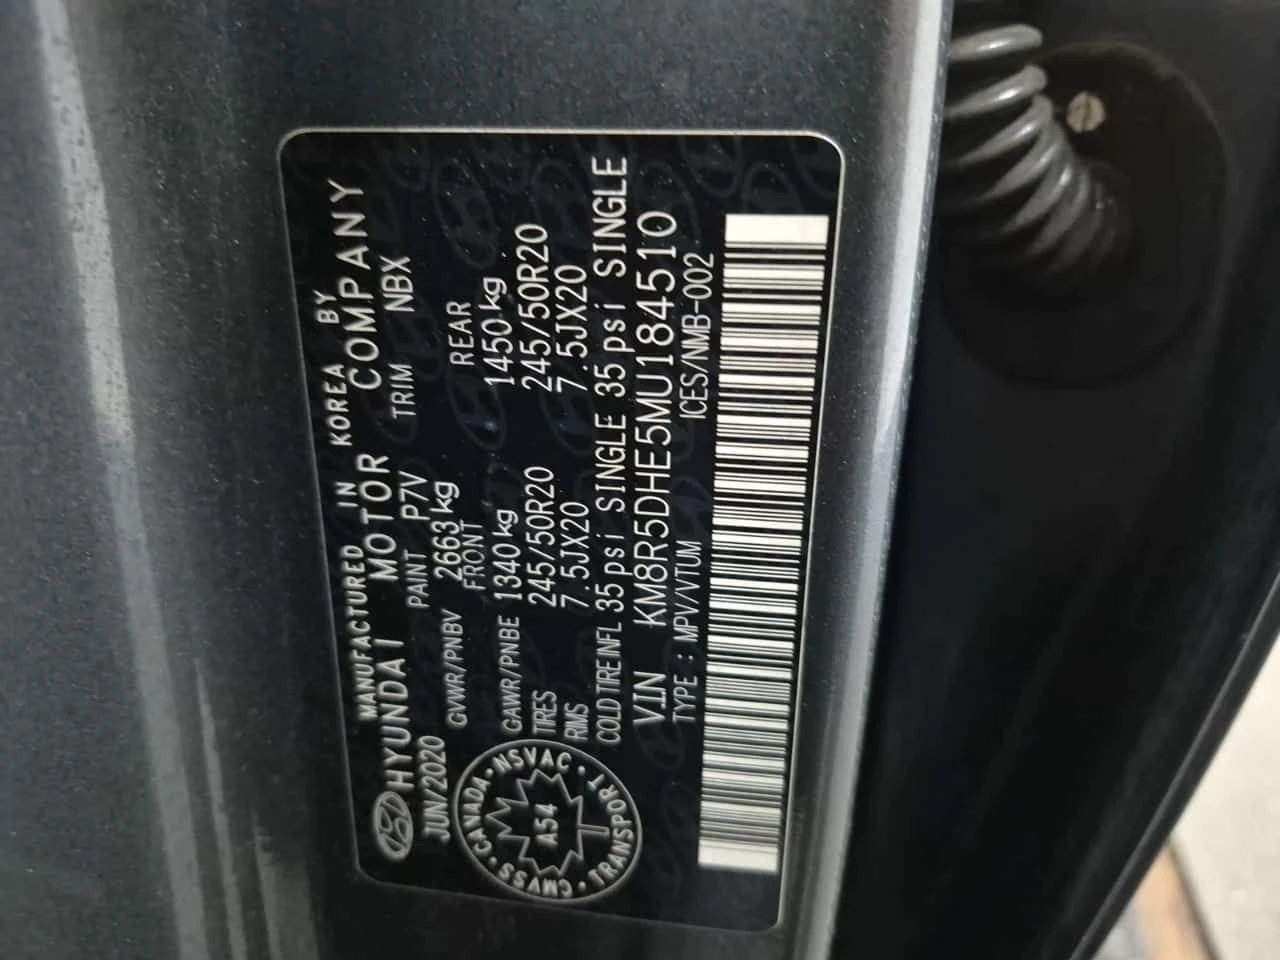 MANUFACTURED IN KOREA BY
HYUNDAI MOTOR COMPANY
JUN/2020 PAINT P7V TRIM NBX
GVWR/PNBV 2663 kg
FRONT REAR
GAWR/PNBE 1340 kg 1450 kg
TIRES 245/50R20 245/50R20
RIMS 7.5JX20 7.5JX20
COLD TIRE INFL 35 psi SINGLE 35 psi SINGLE
VIN KM8R5DHE5MU184510
TYPE : MPV/VTUM ICES/NMB-002
CMVSS · CANADA · NSVAC · TRANSPORT ·
A54